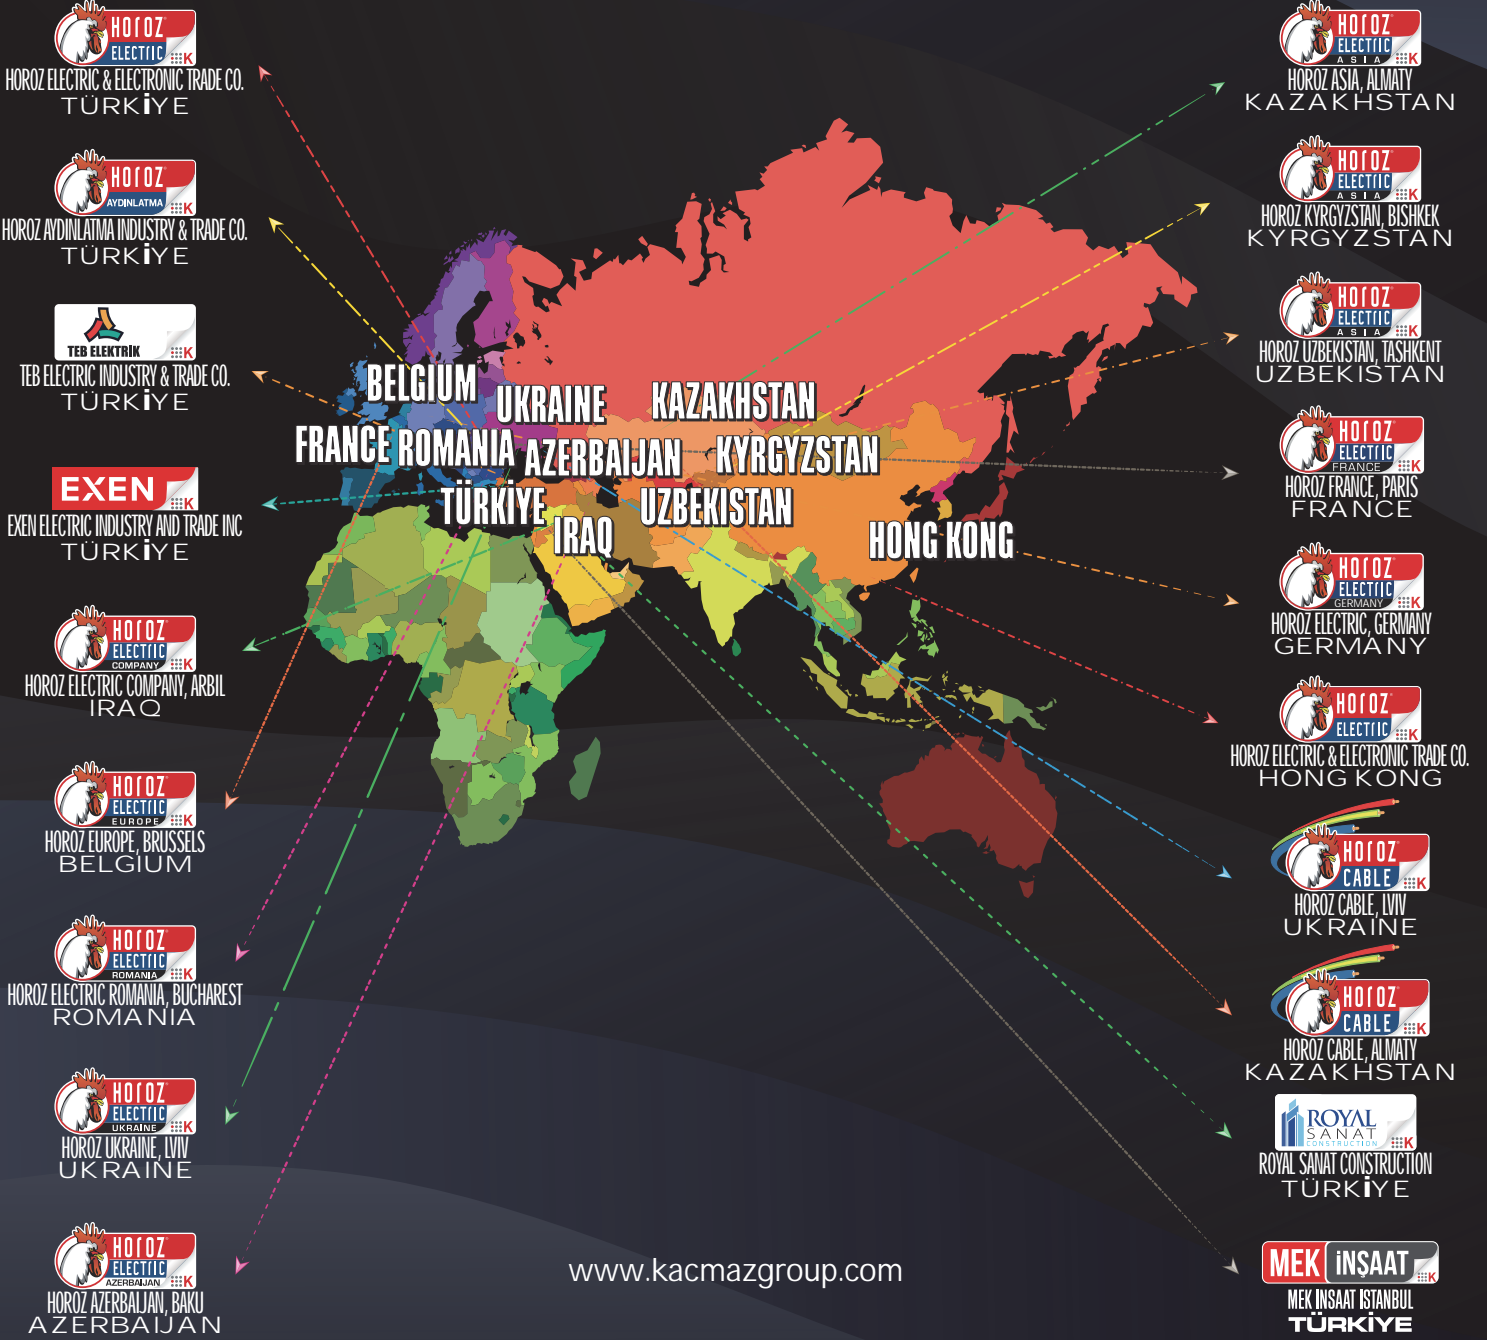 HOROZ
ELECTRIC
K
HOROZ ELECTRIC & ELECTRONIC TRADE CO.
TÜRKİYE
HOROZ
AYDINLATMA
K
HOROZ AYDINLATMA INDUSTRY & TRADE CO.
TÜRKİYE
TEB ELEKTRİK
K
TEB ELECTRIC INDUSTRY & TRADE CO.
TÜRKİYE
EXEN
K
EXEN ELECTRIC INDUSTRY AND TRADE INC
TÜRKİYE
HOROZ
ELECTRIC
COMPANY
K
HOROZ ELECTRIC COMPANY, ARBIL
IRAQ
HOROZ
ELECTRIC
EUROPE
K
HOROZ EUROPE, BRUSSELS
BELGIUM
HOROZ
ELECTRIC
ROMANIA
K
HOROZ ELECTRIC ROMANIA, BUCHAREST
ROMANIA
HOROZ
ELECTRIC
UKRAINE
K
HOROZ UKRAINE, LVIV
UKRAINE
HOROZ
ELECTRIC
AZERBAIJAN
K
HOROZ AZERBAIJAN, BAKU
AZERBAIJAN
BELGIUM
UKRAINE
KAZAKHSTAN
FRANCE
ROMANIA
AZERBAIJAN
KYRGYZSTAN
TÜRKİYE
UZBEKISTAN
IRAQ
HONG KONG
www.kacmazgroup.com
HOROZ
ELECTRIC
ASIA
K
HOROZ ASIA, ALMATY
KAZAKHSTAN
HOROZ
ELECTRIC
ASIA
K
HOROZ KYRGYZSTAN, BISHKEK
KYRGYZSTAN
HOROZ
ELECTRIC
ASIA
K
HOROZ UZBEKISTAN, TASHKENT
UZBEKISTAN
HOROZ
ELECTRIC
FRANCE
K
HOROZ FRANCE, PARIS
FRANCE
HOROZ
ELECTRIC
GERMANY
K
HOROZ ELECTRIC, GERMANY
GERMANY
HOROZ
ELECTRIC
K
HOROZ ELECTRIC & ELECTRONIC TRADE CO.
HONG KONG
HOROZ
CABLE
K
HOROZ CABLE, LVIV
UKRAINE
HOROZ
CABLE
K
HOROZ CABLE, ALMATY
KAZAKHSTAN
ROYAL
SANAT
CONSTRUCTION
K
ROYAL SANAT CONSTRUCTION
TÜRKİYE
MEK İNŞAAT
K
MEK INSAAT ISTANBUL
TÜRKİYE